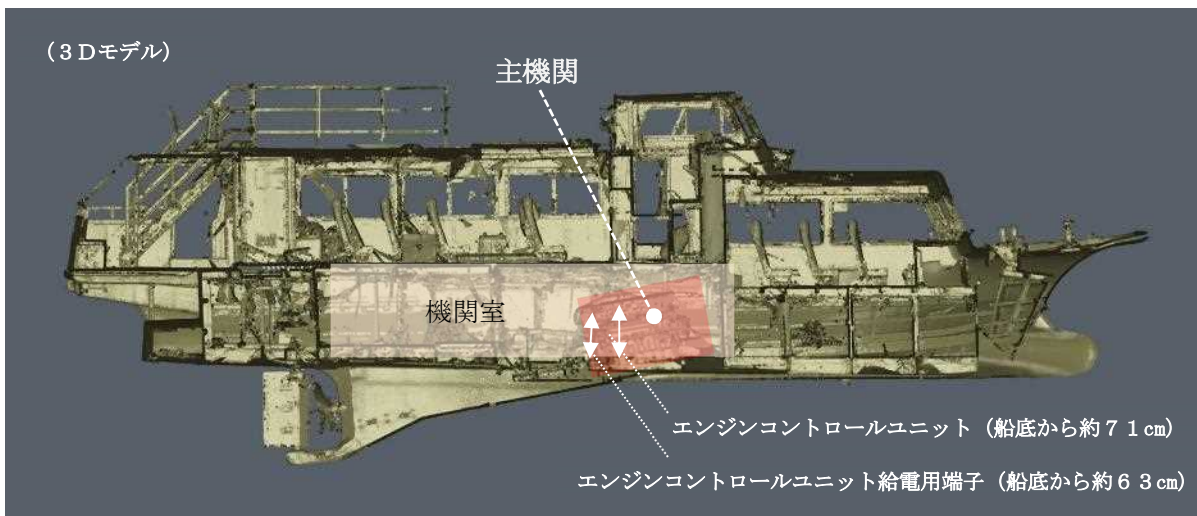 （３Ｄモデル）
主機関
機関室
エンジンコントロールユニット（船底から約７１㎝）
エンジンコントロールユニット給電用端子（船底から約６３㎝）